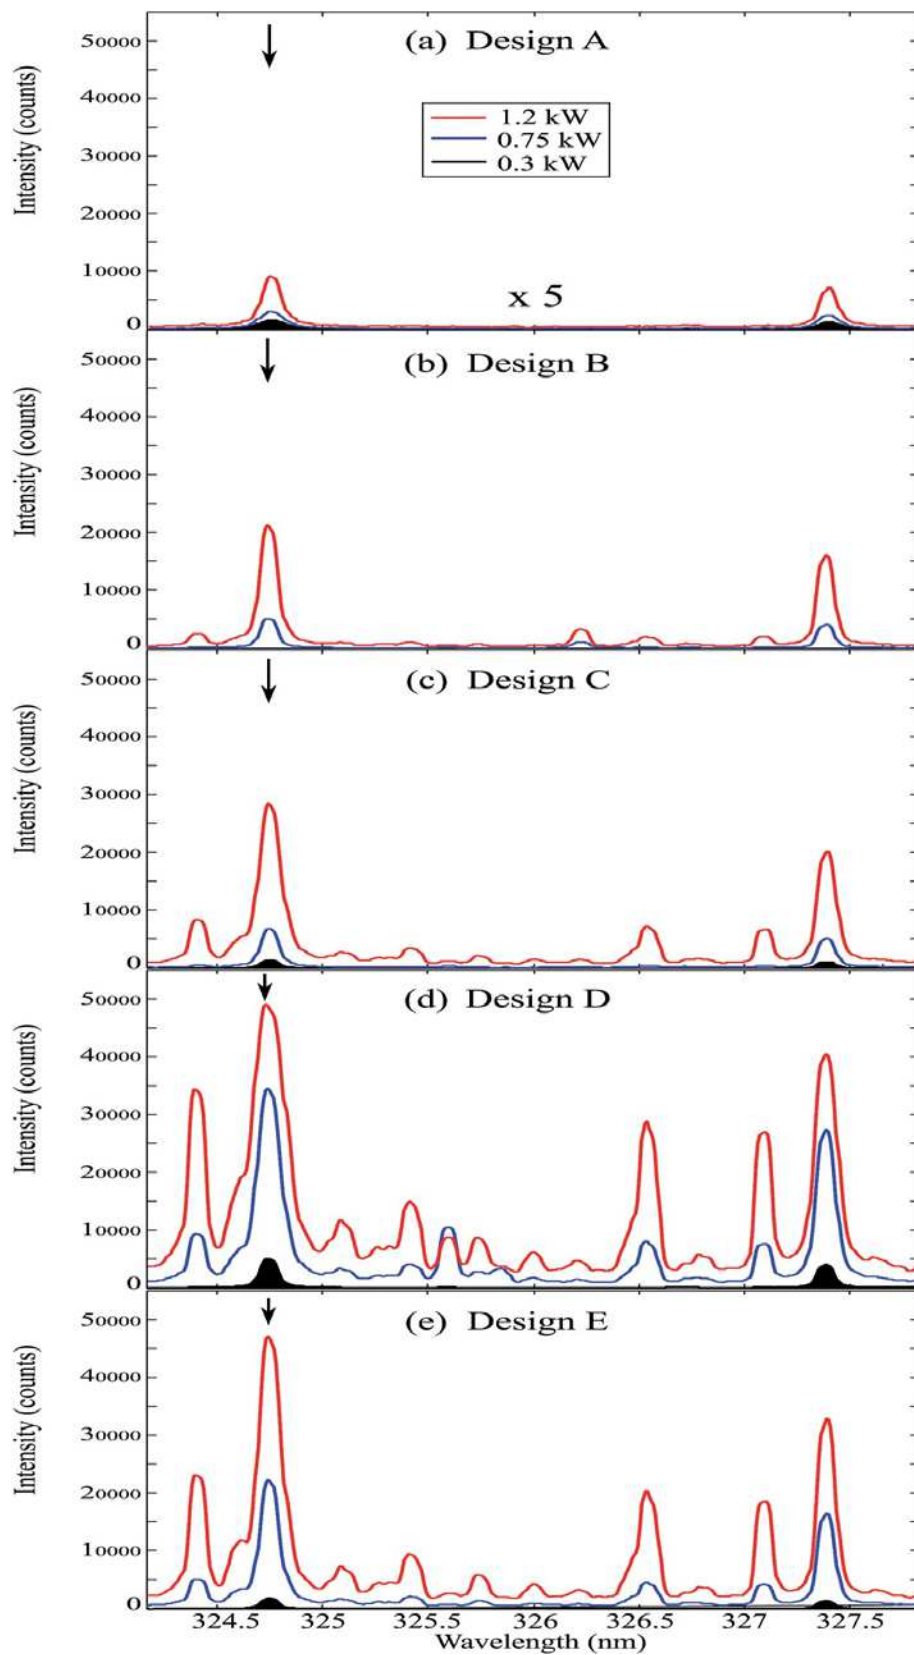 (a) Design A
50000
40000
30000
20000
10000
0
Intensity (counts)
1.2 kW
0.75 kW
0.3 kW
x 5
(b) Design B
50000
40000
30000
20000
10000
0
Intensity (counts)
(c) Design C
50000
40000
30000
20000
10000
0
Intensity (counts)
(d) Design D
50000
40000
30000
20000
10000
0
Intensity (counts)
(e) Design E
50000
40000
30000
20000
10000
0
Intensity (counts)
324.5 325 325.5 326 326.5 327 327.5
Wavelength (nm)